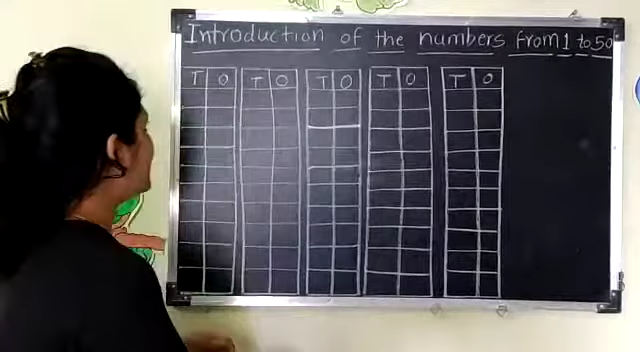 Introduction of the numbers from 1 to 50
T O T O T O T O T O